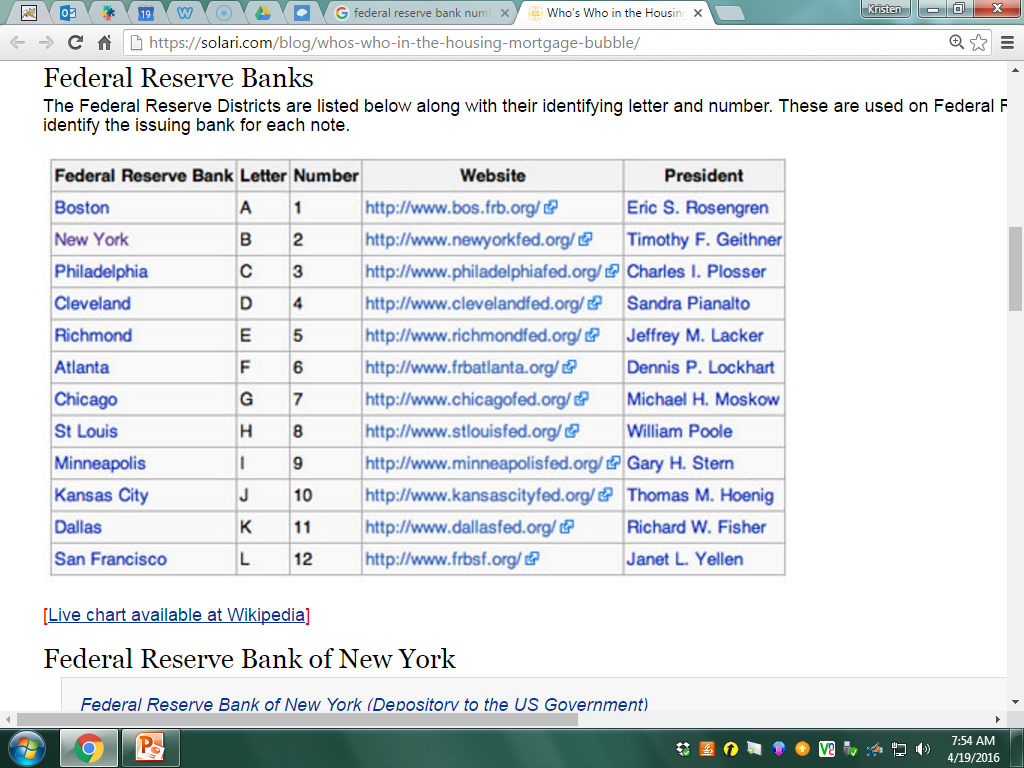 19
federal reserve bank num
Who's Who in the Housin
Kristen
https://solari.com/blog/whos-who-in-the-housing-mortgage-bubble/
Federal Reserve Banks
The Federal Reserve Districts are listed below along with their identifying letter and number. These are used on Federal
identify the issuing bank for each note.
Federal Reserve Bank Letter Number Website President
Boston A 1 http://www.bos.frb.org/ Eric S. Rosengren
New York B 2 http://www.newyorkfed.org/ Timothy F. Geithner
Philadelphia C 3 http://www.philadelphiafed.org/ Charles I. Plosser
Cleveland D 4 http://www.clevelandfed.org/ Sandra Pianalto
Richmond E 5 http://www.richmondfed.org/ Jeffrey M. Lacker
Atlanta F 6 http://www.frbatlanta.org/ Dennis P. Lockhart
Chicago G 7 http://www.chicagofed.org/ Michael H. Moskow
St Louis H 8 http://www.stlouisfed.org/ William Poole
Minneapolis I 9 http://www.minneapolisfed.org/ Gary H. Stern
Kansas City J 10 http://www.kansascityfed.org/ Thomas M. Hoenig
Dallas K 11 http://www.dallasfed.org/ Richard W. Fisher
San Francisco L 12 http://www.frbsf.org/ Janet L. Yellen
[Live chart available at Wikipedia]
Federal Reserve Bank of New York
Federal Reserve Bank of New York (Depository to the US Government)
7:54 AM
4/19/2016